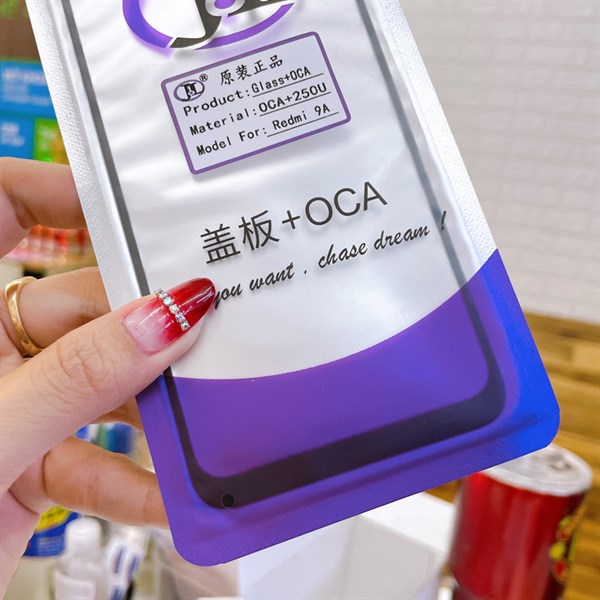 ® 原装正品
Product: Glass+OCA
Material: OCA+250U
Model For: Redmi 9A
盖板+OCA
you want . chase dream !